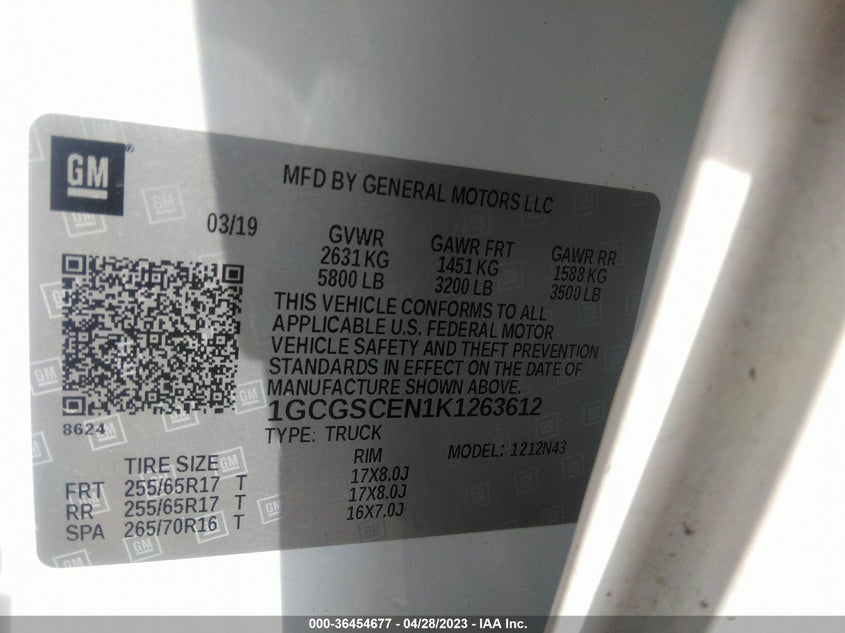 GM
MFD BY GENERAL MOTORS LLC
03/19
GVWR GAWR FRT GAWR RR
2631 KG 1451 KG 1588 KG
5800 LB 3200 LB 3500 LB
THIS VEHICLE CONFORMS TO ALL
APPLICABLE U.S. FEDERAL MOTOR
VEHICLE SAFETY AND THEFT PREVENTION
STANDARDS IN EFFECT ON THE DATE OF
MANUFACTURE SHOWN ABOVE.
1GCGSCEN1K1263612
8624
TYPE: TRUCK MODEL: 1212N43
TIRE SIZE RIM
FRT 255/65R17 T 17X8.0J
RR 255/65R17 T 17X8.0J
SPA 265/70R16 T 16X7.0J
000-36454677 - 04/28/2023 - IAA Inc.